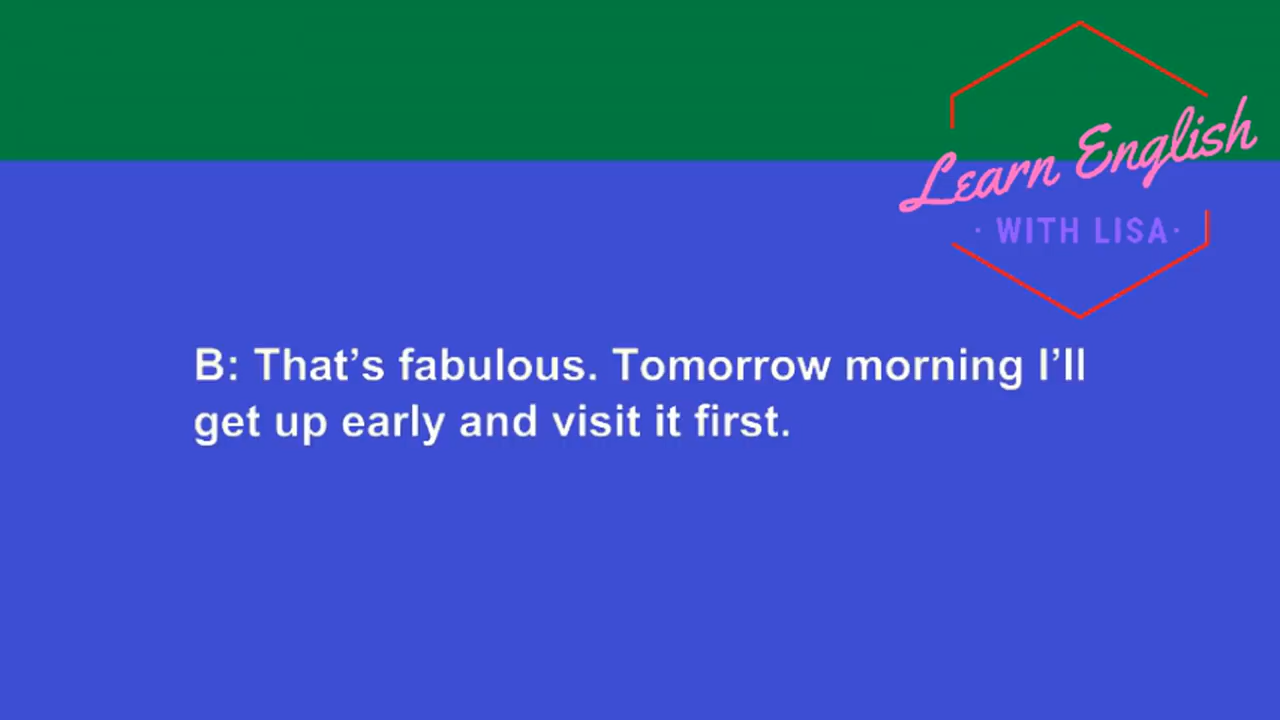 Learn English
· WITH LISA·
B: That’s fabulous. Tomorrow morning I’ll
get up early and visit it first.